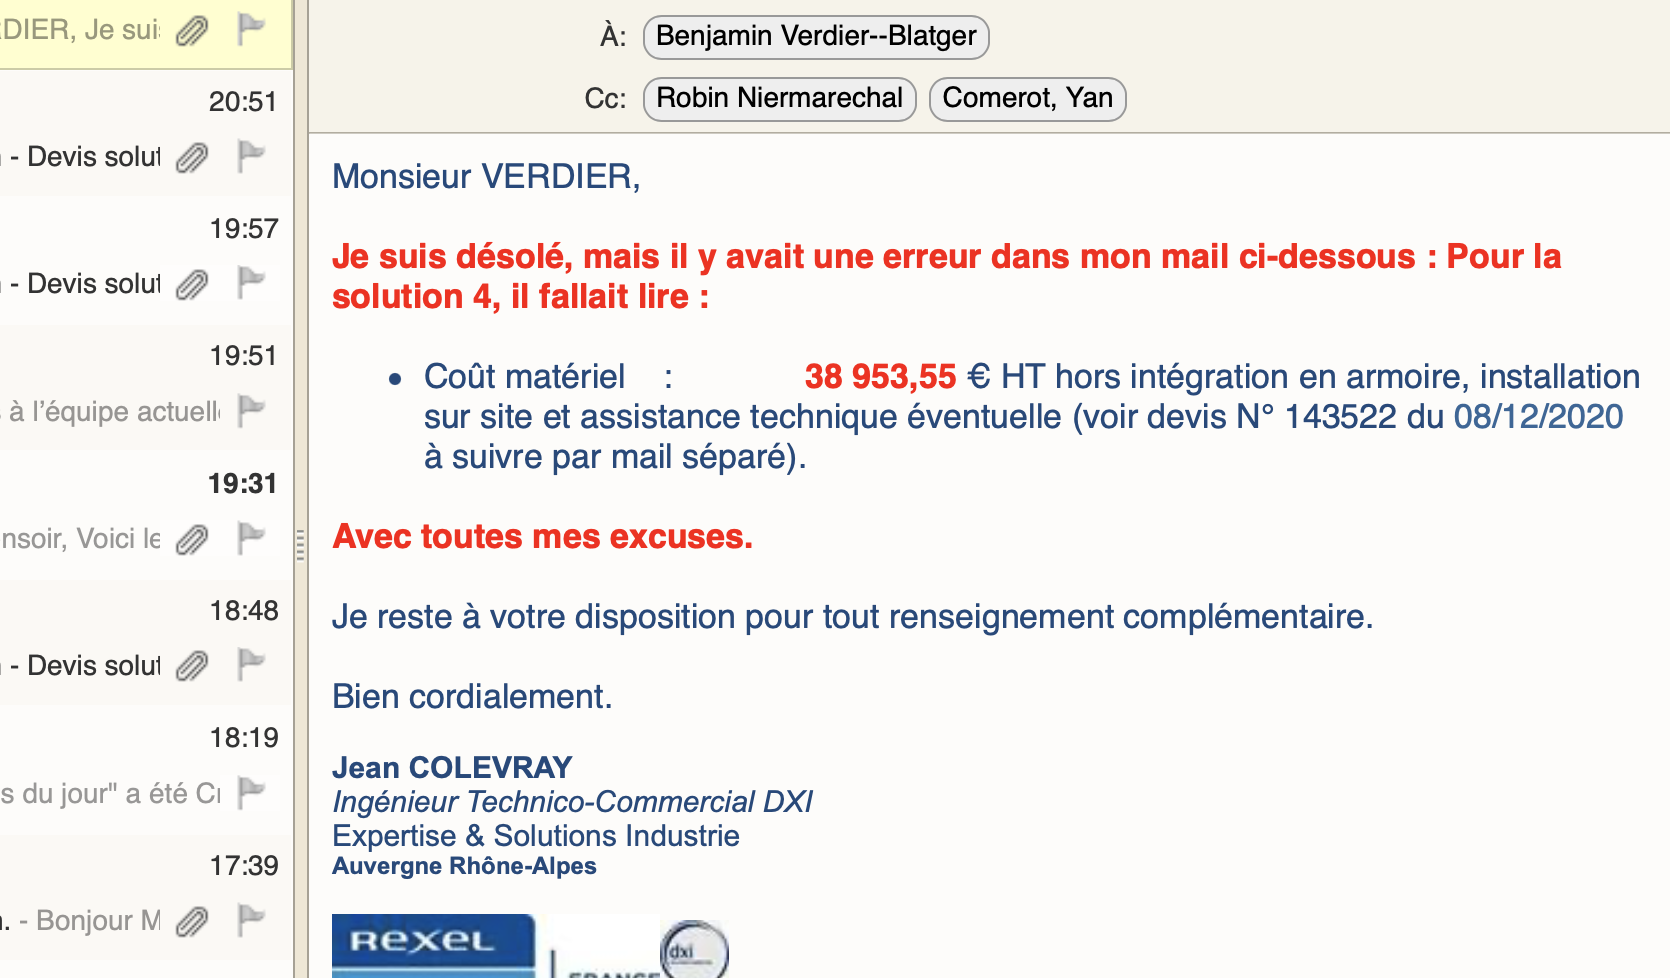 RDIER, Je suis
20:51
- Devis solut
19:57
- Devis solut
19:51
à l’équipe actuell
19:31
nsoir, Voici le
18:48
- Devis solut
18:19
s du jour" a été Cr
17:39
. - Bonjour M
À: Benjamin Verdier--Blatger
Cc: Robin Niermarechal Comerot, Yan
Monsieur VERDIER,
Je suis désolé, mais il y avait une erreur dans mon mail ci-dessous : Pour la
solution 4, il fallait lire :
• Coût matériel : 38 953,55 € HT hors intégration en armoire, installation
sur site et assistance technique éventuelle (voir devis N° 143522 du 08/12/2020
à suivre par mail séparé).
Avec toutes mes excuses.
Je reste à votre disposition pour tout renseignement complémentaire.
Bien cordialement.
Jean COLEVRAY
Ingénieur Technico-Commercial DXI
Expertise & Solutions Industrie
Auvergne Rhône-Alpes
REXEL
FRANCE
dxi